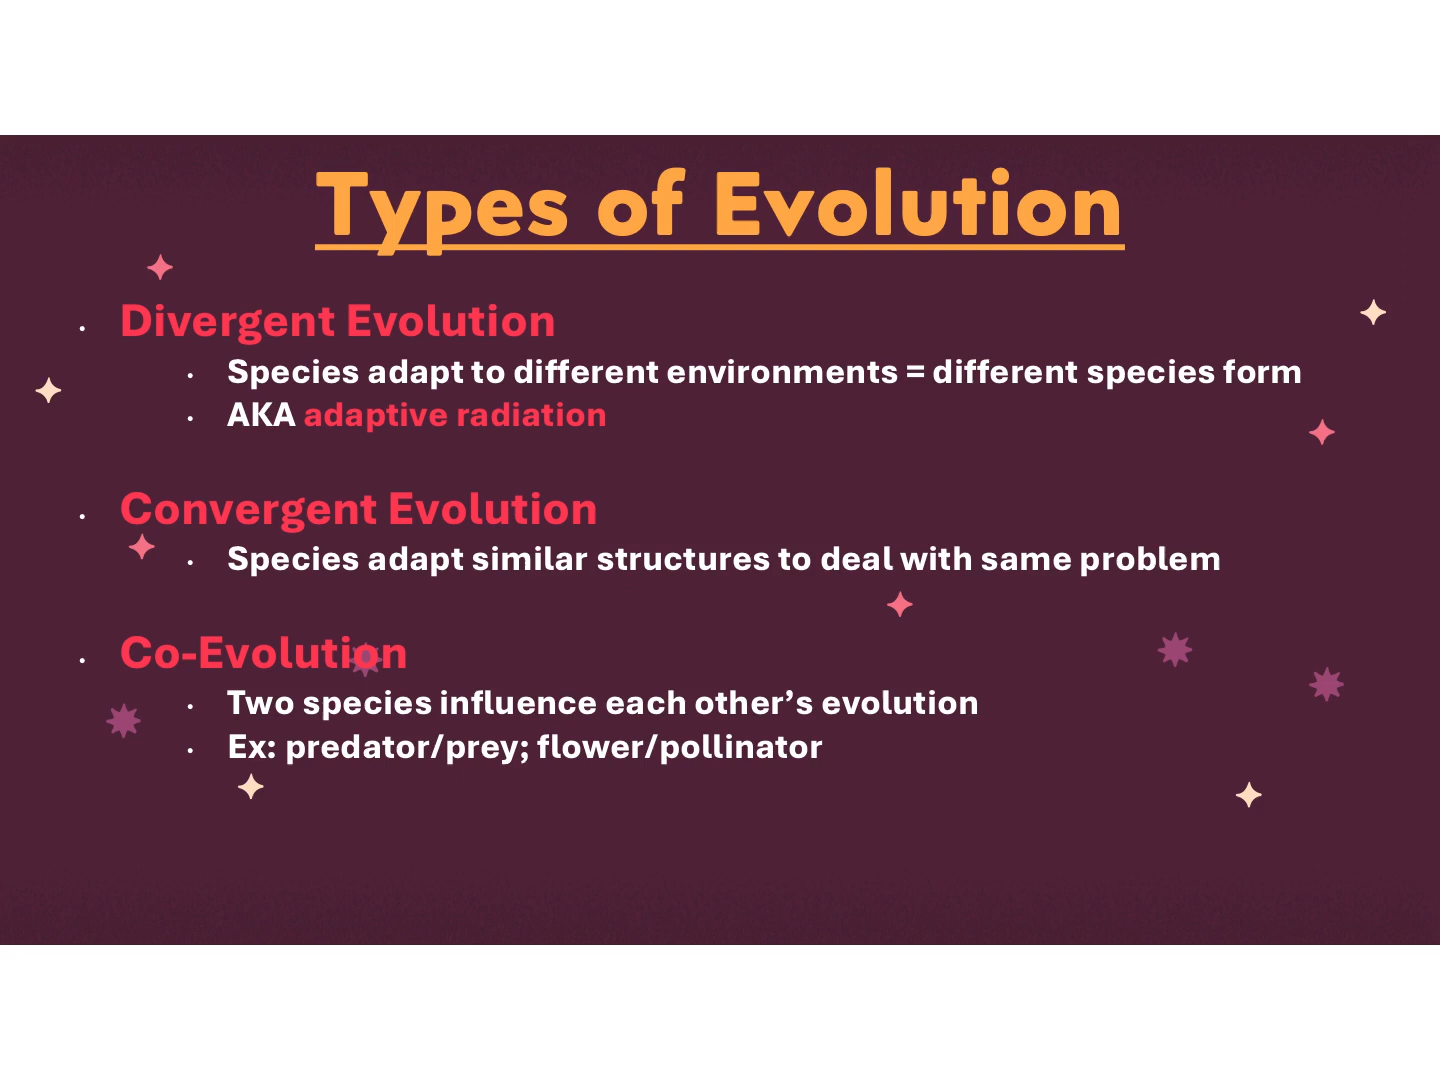 Types of Evolution
• Divergent Evolution
• Species adapt to different environments = different species form
• AKA adaptive radiation
• Convergent Evolution
• Species adapt similar structures to deal with same problem
• Co-Evolution
• Two species influence each other’s evolution
• Ex: predator/prey; flower/pollinator